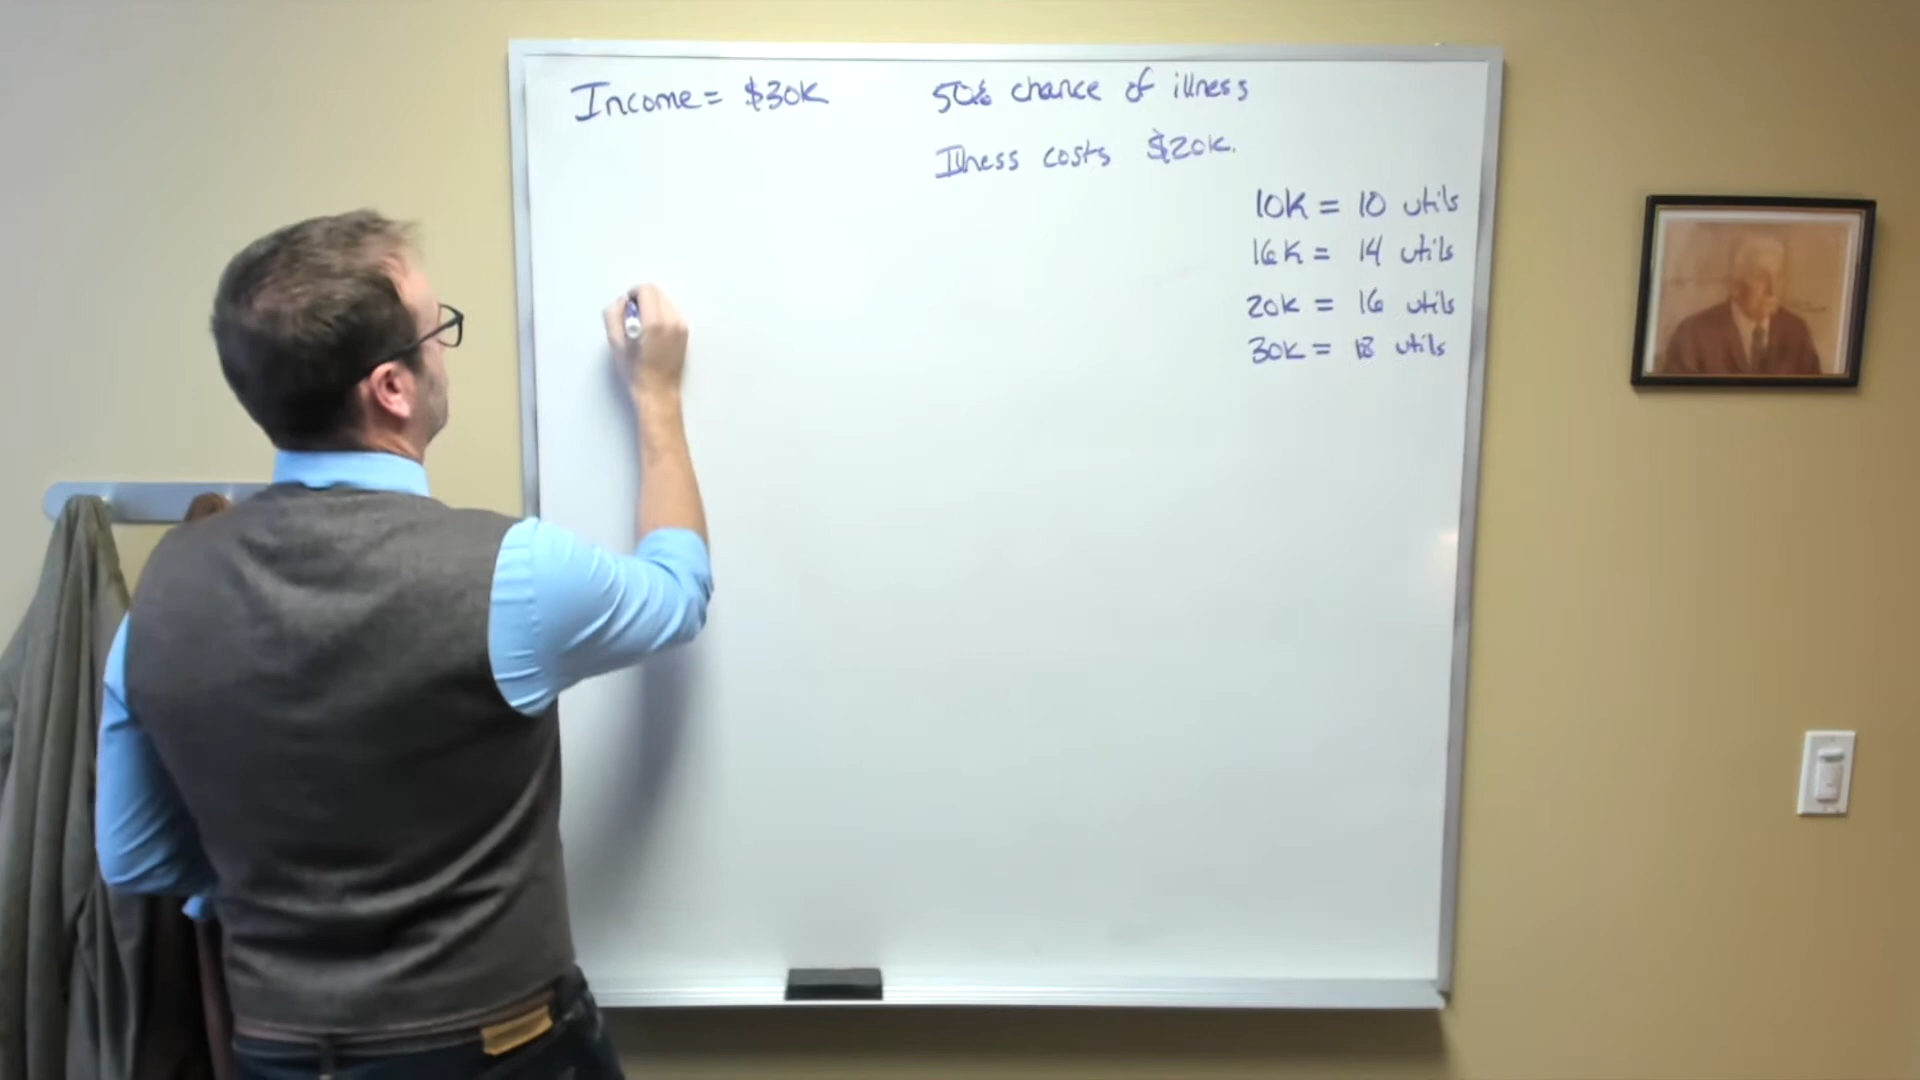 Income = $30K
50% chance of illness
Illness costs $20K.
10K = 10 utils
16K = 14 utils
20K = 16 utils
30K = 18 utils